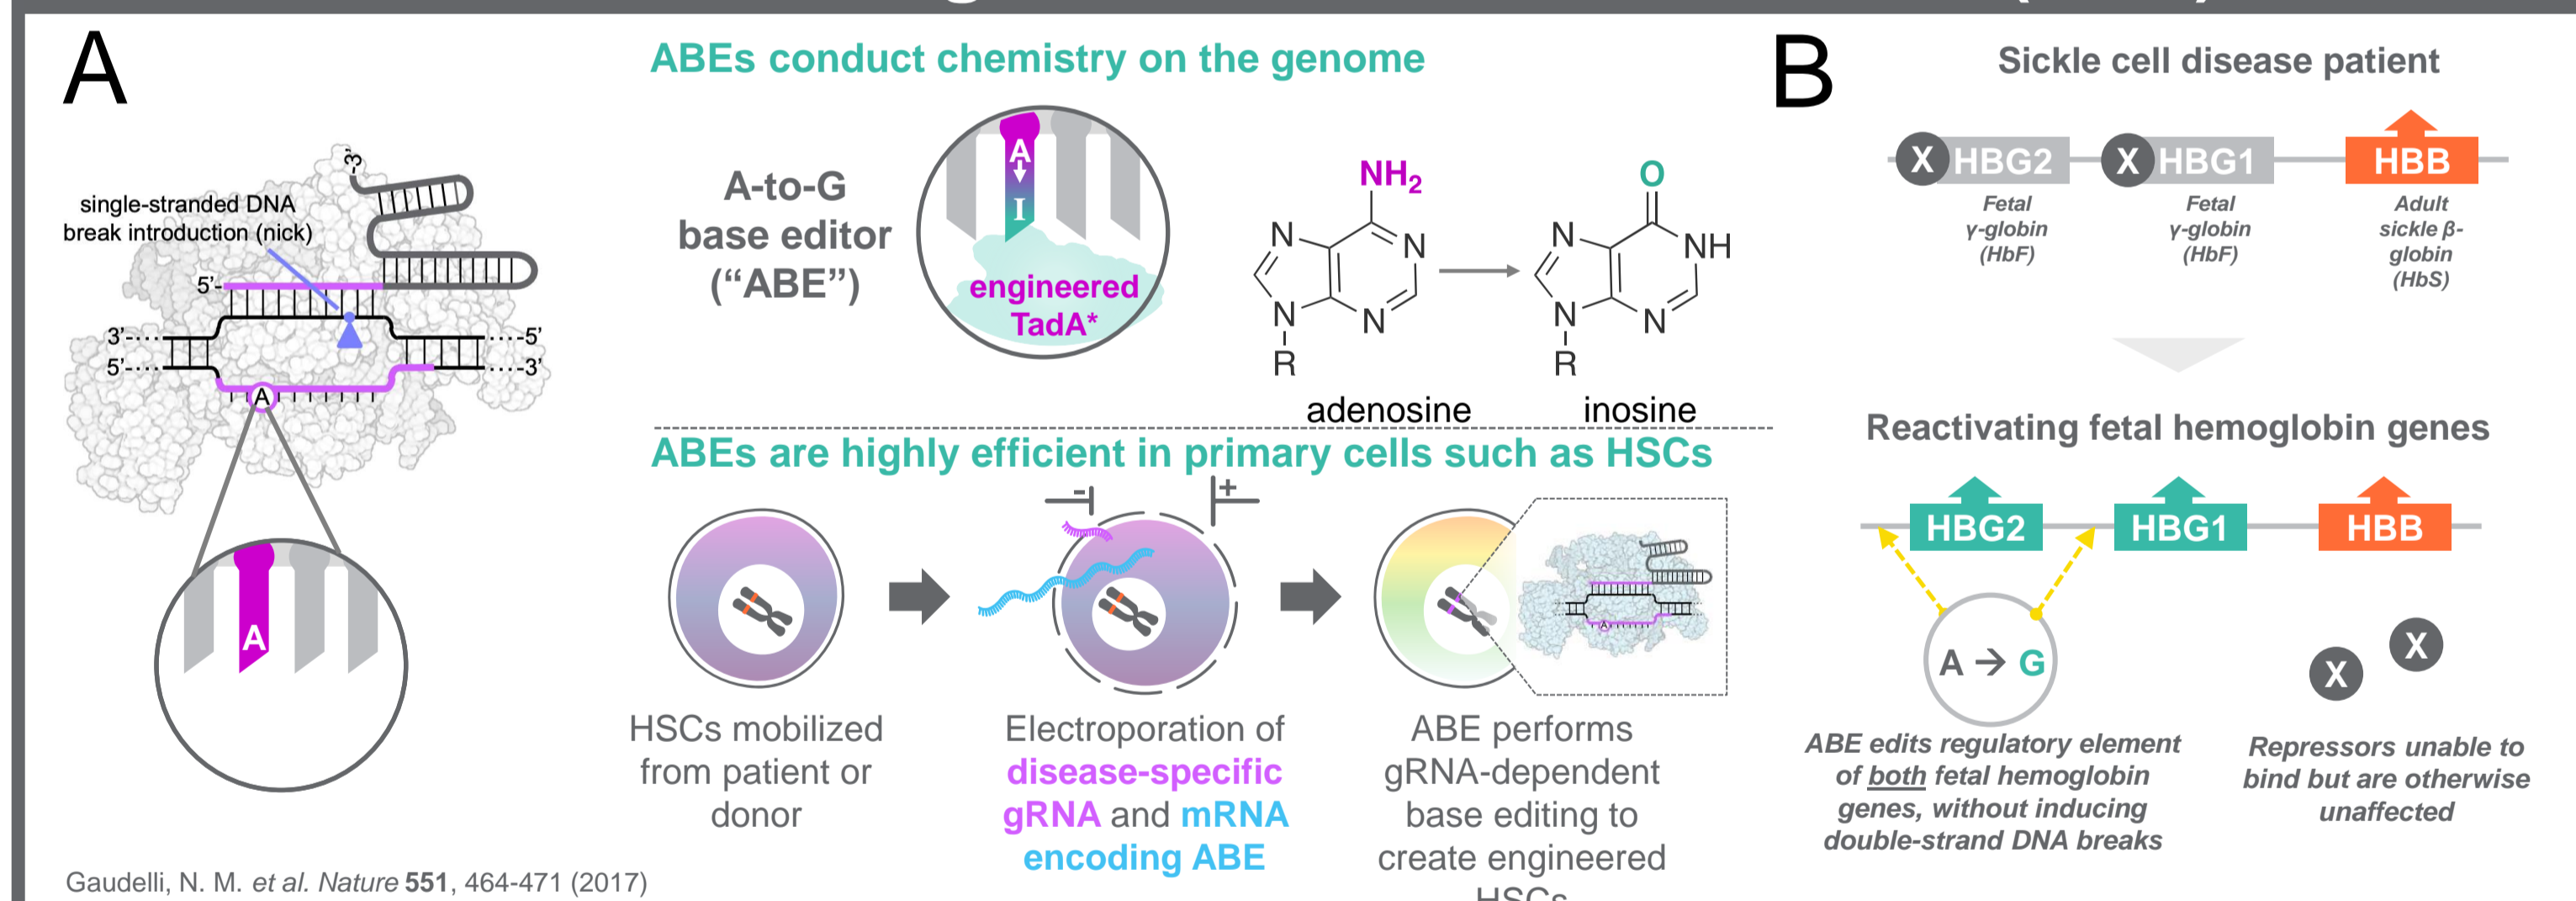 A
single-stranded DNA
break introduction (nick)
-3'
5'-
3'-
-5'
5'-
-3'
A
A
Gaudelli, N. M. et al. Nature 551, 464-471 (2017)
ABEs conduct chemistry on the genome
A-to-G
base editor
(“ABE”)
A
I
engineered
TadA*
NH2
N
N
N
N
R
adenosine
O
N
NH
N
N
R
inosine
ABEs are highly efficient in primary cells such as HSCs
-
+
A
HSCs mobilized
from patient or
donor
Electroporation of
disease-specific
gRNA and mRNA
encoding ABE
ABE performs
gRNA-dependent
base editing to
create engineered
HSCs
B
Sickle cell disease patient
X HBG2
X HBG1
HBB
Fetal
γ-globin
(HbF)
Fetal
γ-globin
(HbF)
Adult
sickle β-
globin
(HbS)
Reactivating fetal hemoglobin genes
HBG2
HBG1
HBB
A → G
X
X
ABE edits regulatory element
of both fetal hemoglobin
genes, without inducing
double-strand DNA breaks
Repressors unable to
bind but are otherwise
unaffected